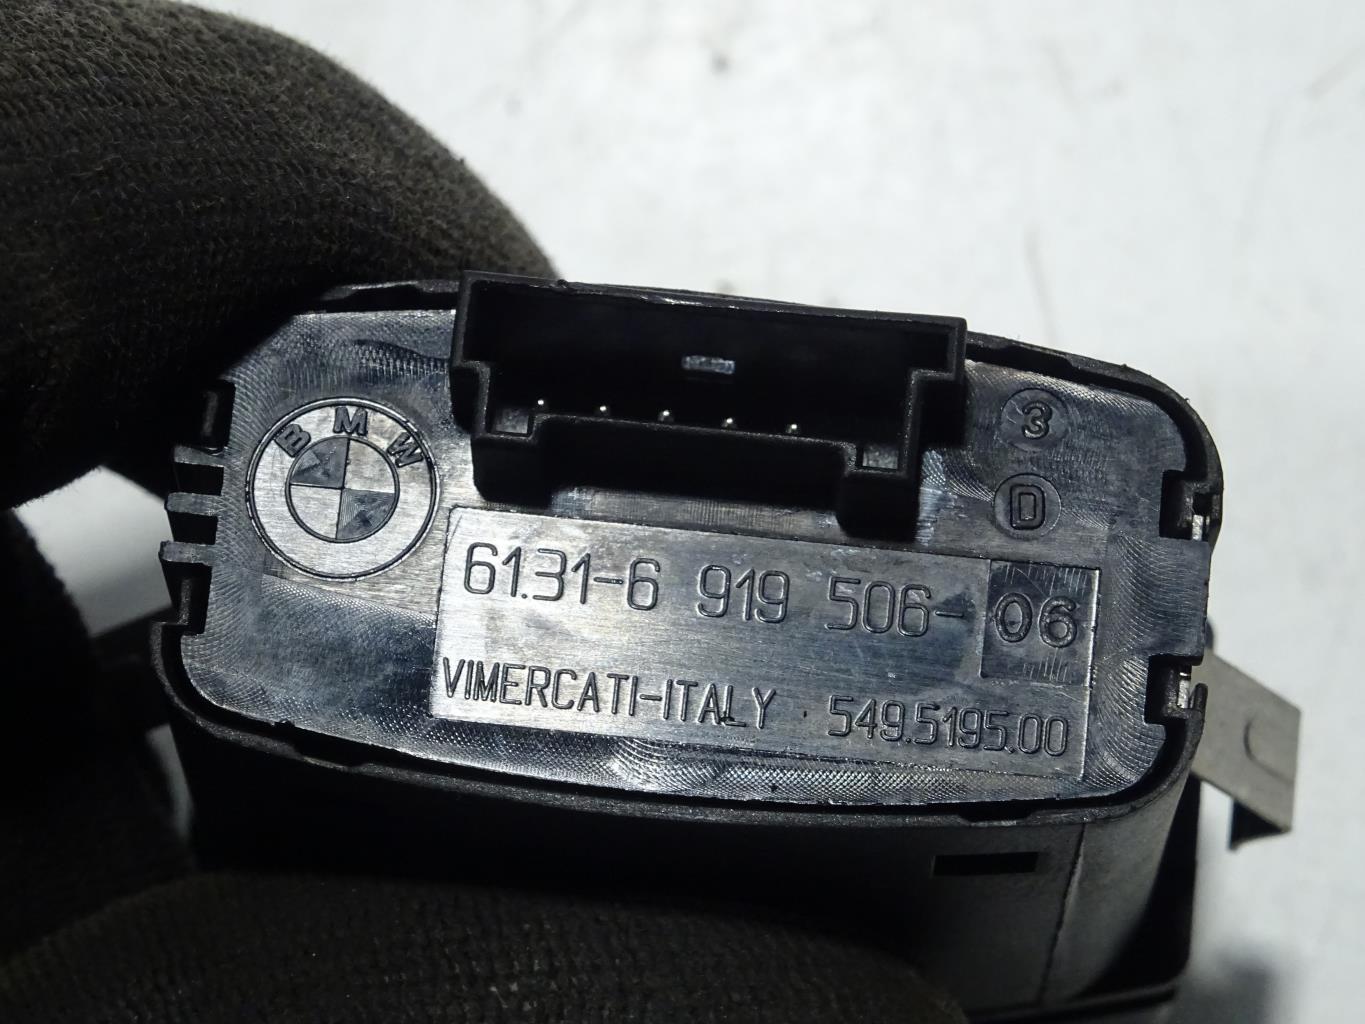 BMW
3
D
61.31-6 919 506-06
VIMERCATI-ITALY 549.5195.00